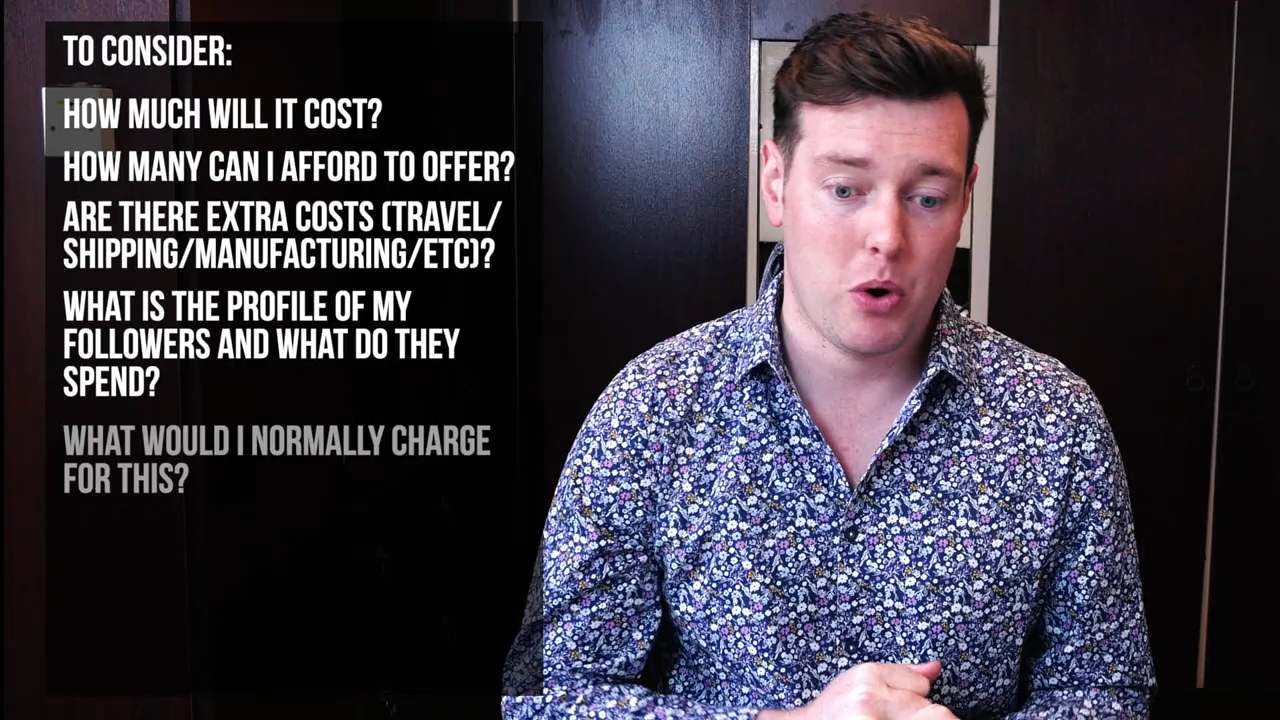 TO CONSIDER:
HOW MUCH WILL IT COST?
HOW MANY CAN I AFFORD TO OFFER?
ARE THERE EXTRA COSTS (TRAVEL/
SHIPPING/MANUFACTURING/ETC)?
WHAT IS THE PROFILE OF MY
FOLLOWERS AND WHAT DO THEY
SPEND?
WHAT WOULD I NORMALLY CHARGE
FOR THIS?